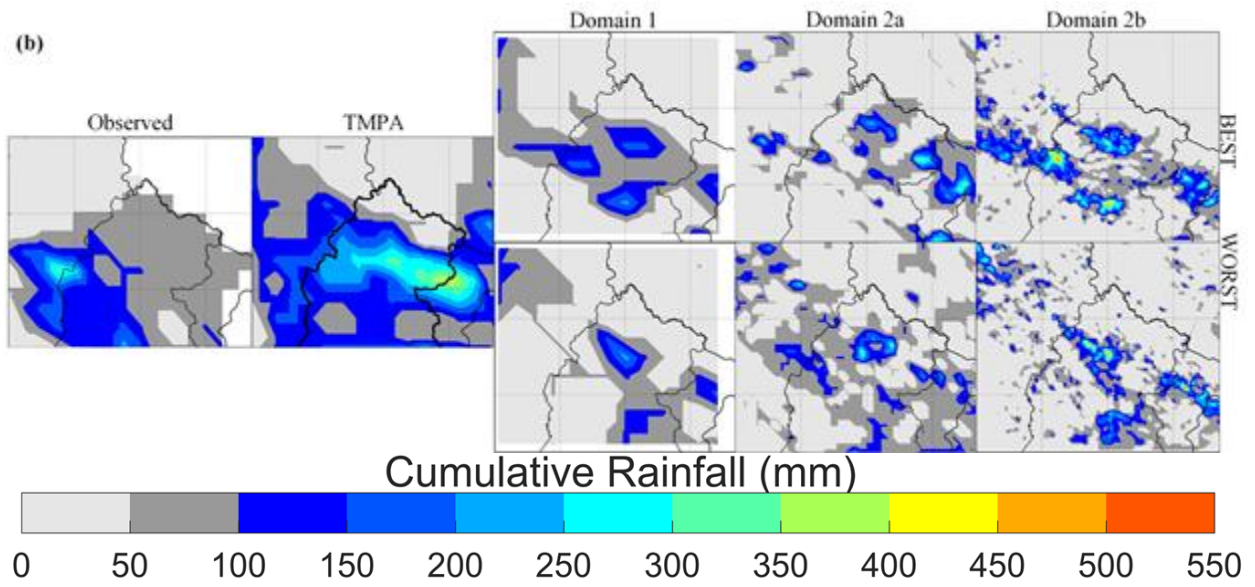 Domain 1 Domain 2a Domain 2b
(b)
Observed TMPA
BEST
WORST
Cumulative Rainfall (mm)
0 50 100 150 200 250 300 350 400 450 500 550